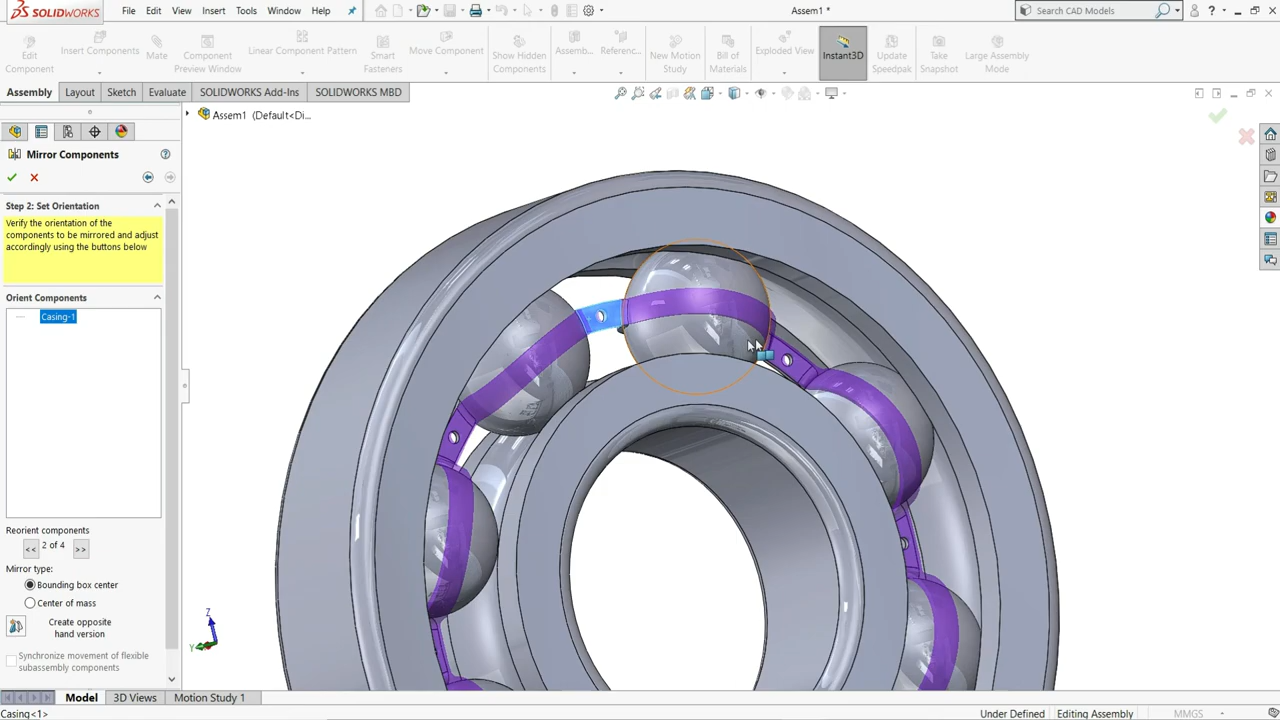 SOLIDWORKS File Edit View Insert Tools Window Help Assem1 * Search CAD Models ?
Edit Component
Insert Components
Mate
Component Preview Window
Linear Component Pattern
Smart Fasteners
Move Component
Show Hidden Components
Assemb...
Referenc...
New Motion Study
Bill of Materials
Exploded View
Instant3D
Update Speedpak
Take Snapshot
Large Assembly Mode
Assembly Layout Sketch Evaluate SOLIDWORKS Add-Ins SOLIDWORKS MBD
Assem1 (Default<Di...
Mirror Components
Step 2: Set Orientation
Verify the orientation of the
components to be mirrored and adjust
accordingly using the buttons below
Orient Components
Casing-1
Reorient components
<< 2 of 4 >>
Mirror type:
Bounding box center
Center of mass
Create opposite
hand version
Synchronize movement of flexible
subassembly components
Z
Y
Model 3D Views Motion Study 1
Casing<1> Under Defined Editing Assembly MMGS